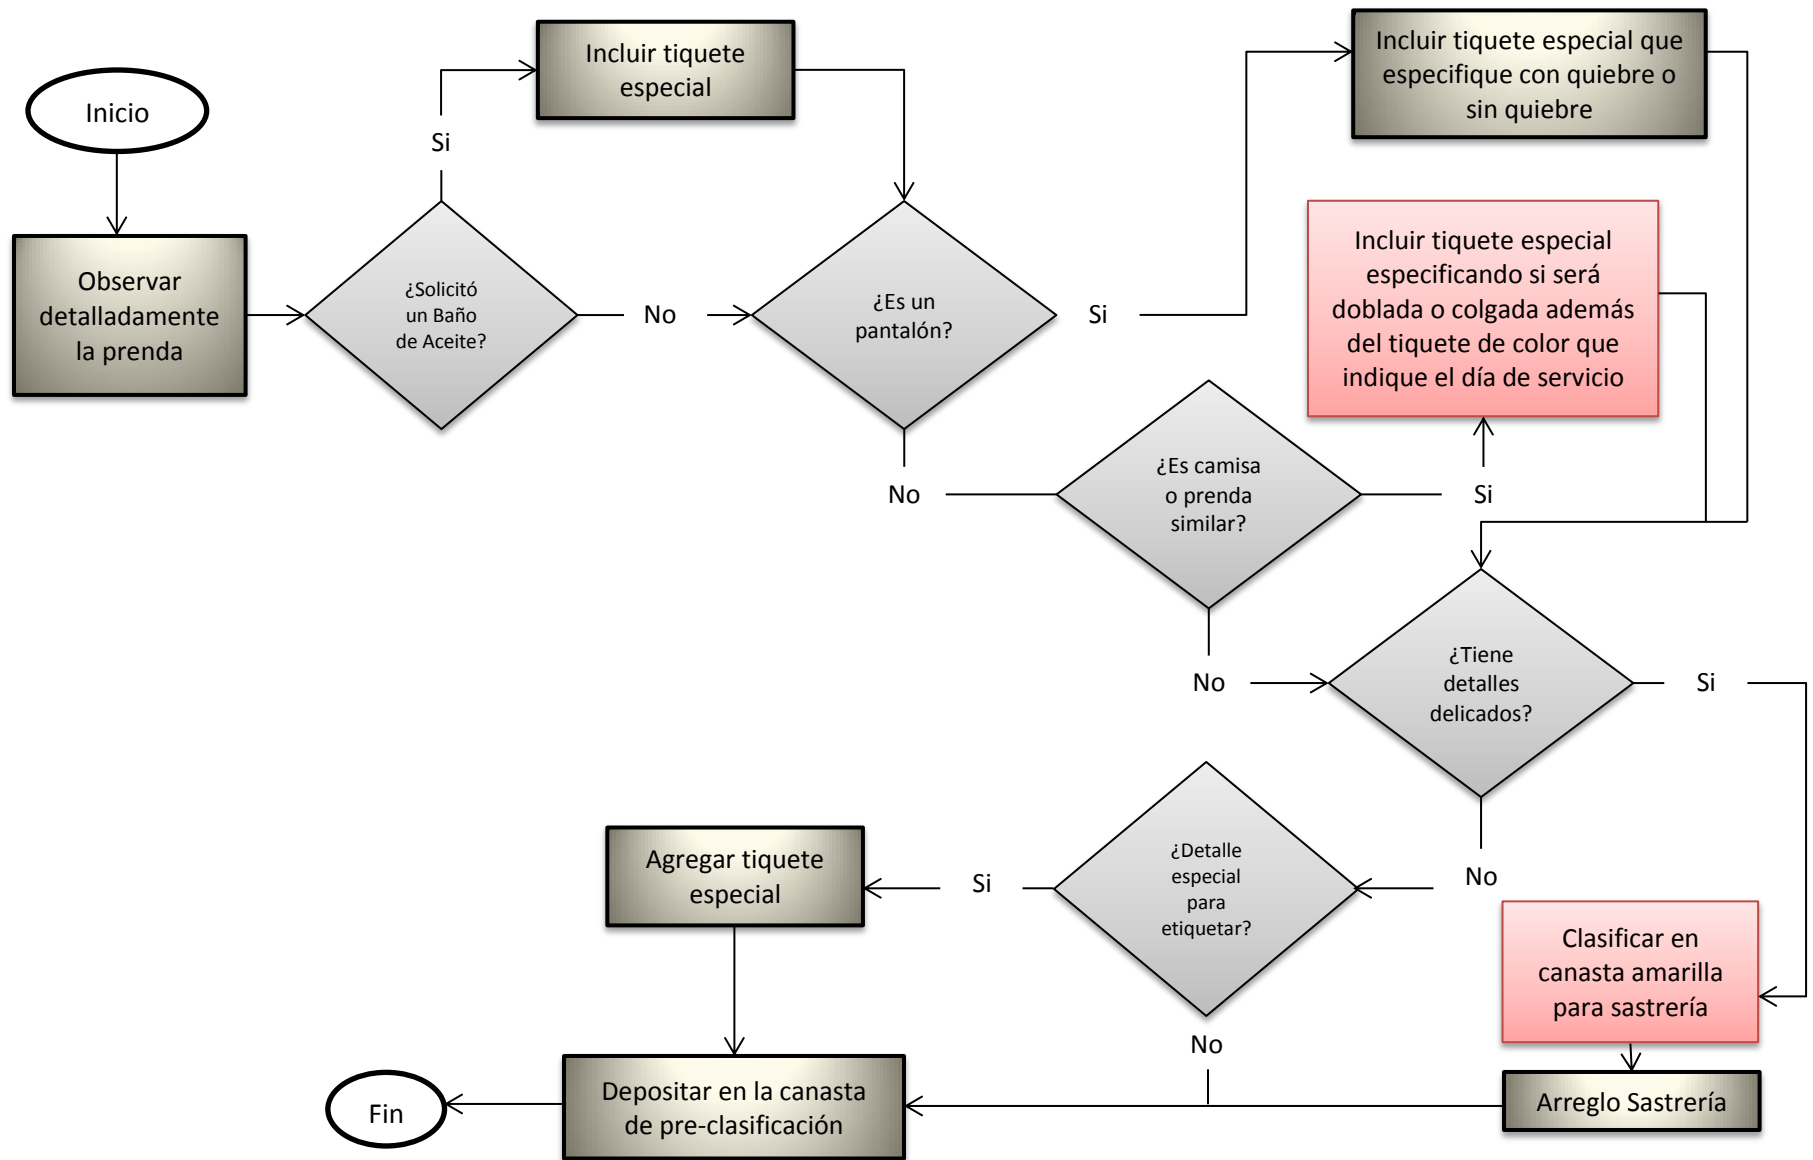 Inicio
Observar
detalladamente
la prenda
¿Solicitó
un Baño
de Aceite?
Si
Incluir tiquete
especial
No
¿Es un
pantalón?
Si
Incluir tiquete especial que
especifique con quiebre o
sin quiebre
No
¿Es camisa
o prenda
similar?
Si
Incluir tiquete especial
especificando si será
doblada o colgada además
del tiquete de color que
indique el día de servicio
No
¿Tiene
detalles
delicados?
Si
Clasificar en
canasta amarilla
para sastrería
Arreglo Sastrería
No
¿Detalle
especial
para
etiquetar?
Si
Agregar tiquete
especial
No
Depositar en la canasta
de pre-clasificación
Fin